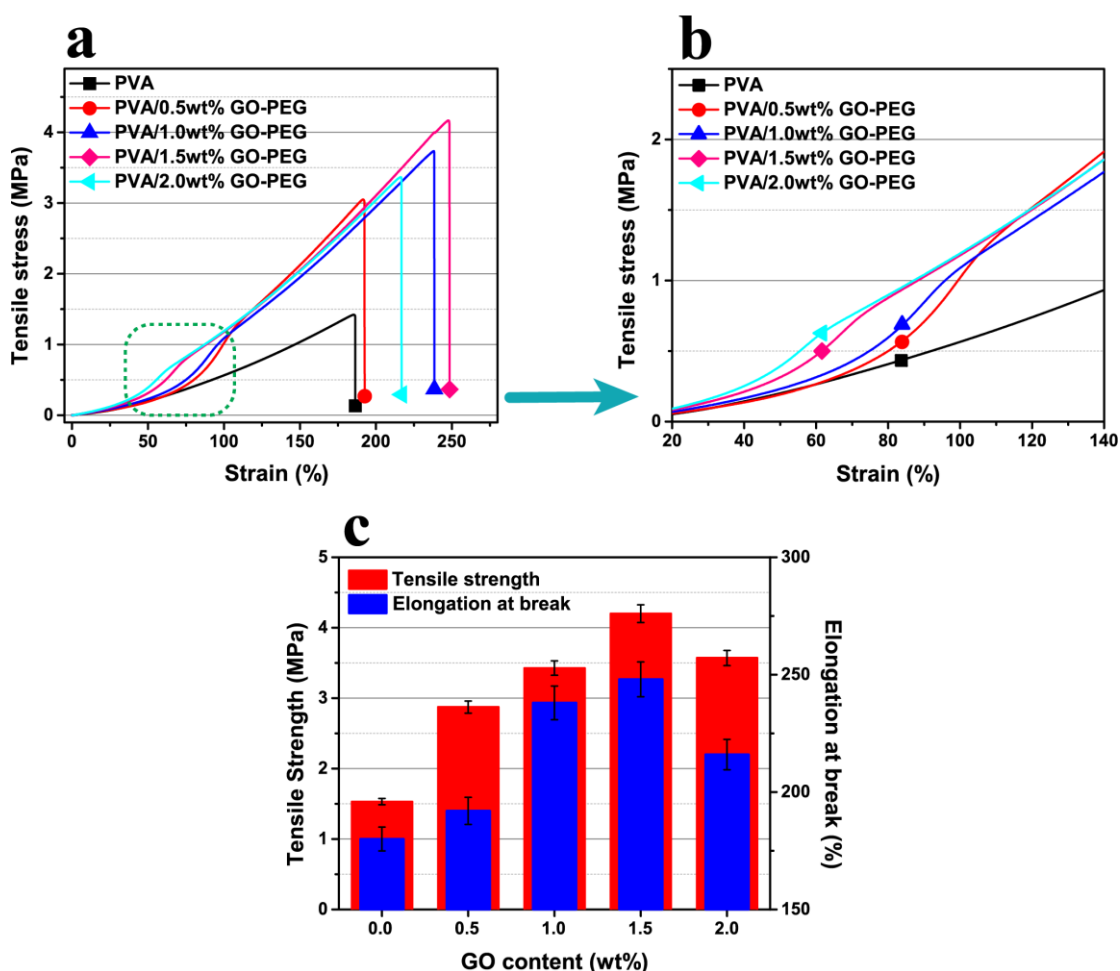 a
PVA
PVA/0.5wt% GO-PEG
PVA/1.0wt% GO-PEG
PVA/1.5wt% GO-PEG
PVA/2.0wt% GO-PEG
Tensile stress (MPa)
4
3
2
1
0
0 50 100 150 200 250
Strain (%)
b
PVA
PVA/0.5wt% GO-PEG
PVA/1.0wt% GO-PEG
PVA/1.5wt% GO-PEG
PVA/2.0wt% GO-PEG
Tensile stress (MPa)
2
1
0
20 40 60 80 100 120 140
Strain (%)
c
Tensile strength
Elongation at break
Tensile Strength (MPa)
5
4
3
2
1
0
300
250
200
150
Elongation at break (%)
0.0 0.5 1.0 1.5 2.0
GO content (wt%)